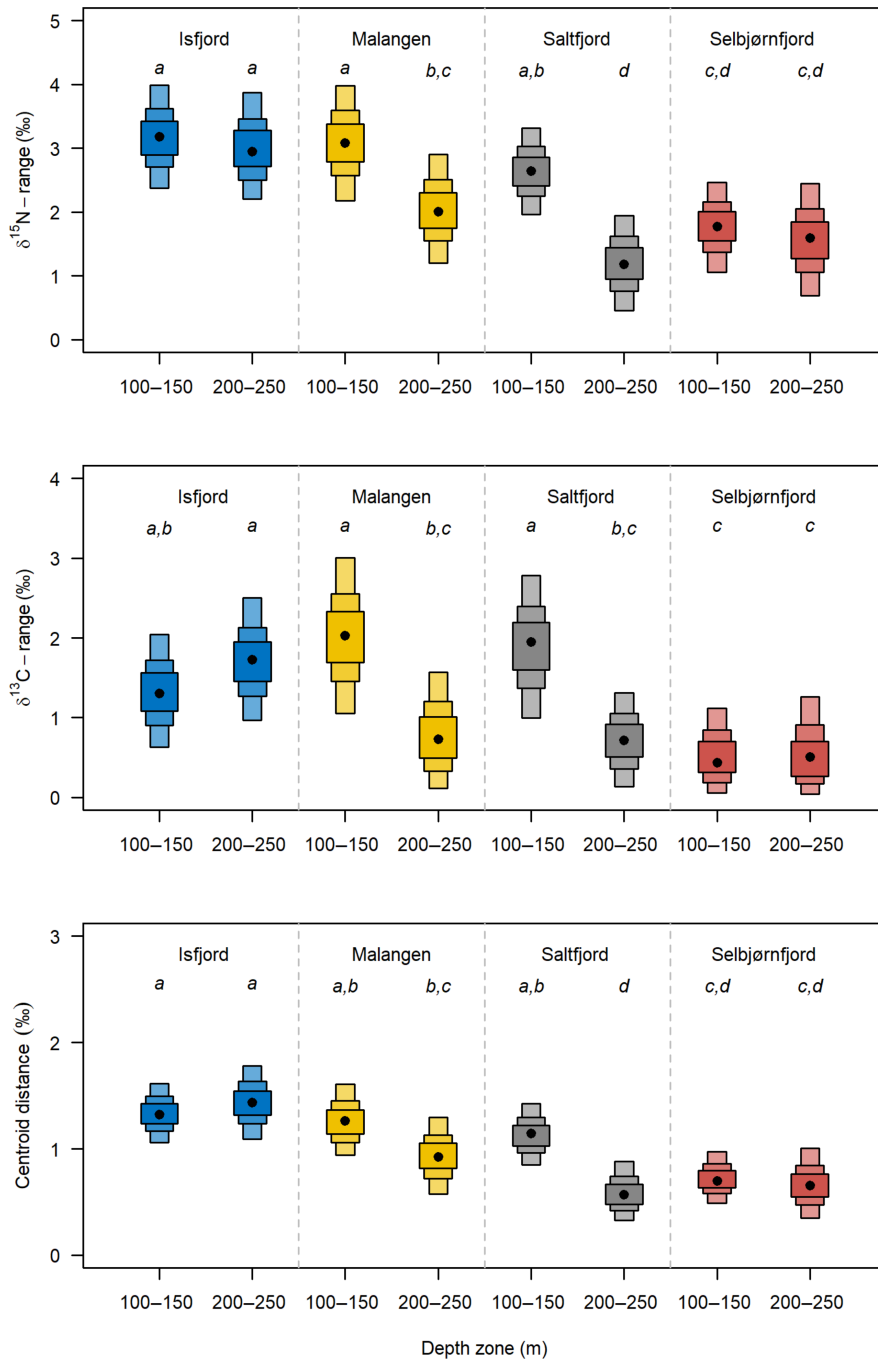 5
4
3
2
1
0
δ15N – range (‰)
Isfjord Malangen Saltfjord Selbjørnfjord
a a a b,c a,b d c,d c,d
100–150 200–250 100–150 200–250 100–150 200–250 100–150 200–250
4
3
2
1
0
δ13C – range (‰)
Isfjord Malangen Saltfjord Selbjørnfjord
a,b a a b,c a b,c c c
100–150 200–250 100–150 200–250 100–150 200–250 100–150 200–250
3
2
1
0
Centroid distance (‰)
Isfjord Malangen Saltfjord Selbjørnfjord
a a a,b b,c a,b d c,d c,d
100–150 200–250 100–150 200–250 100–150 200–250 100–150 200–250
Depth zone (m)